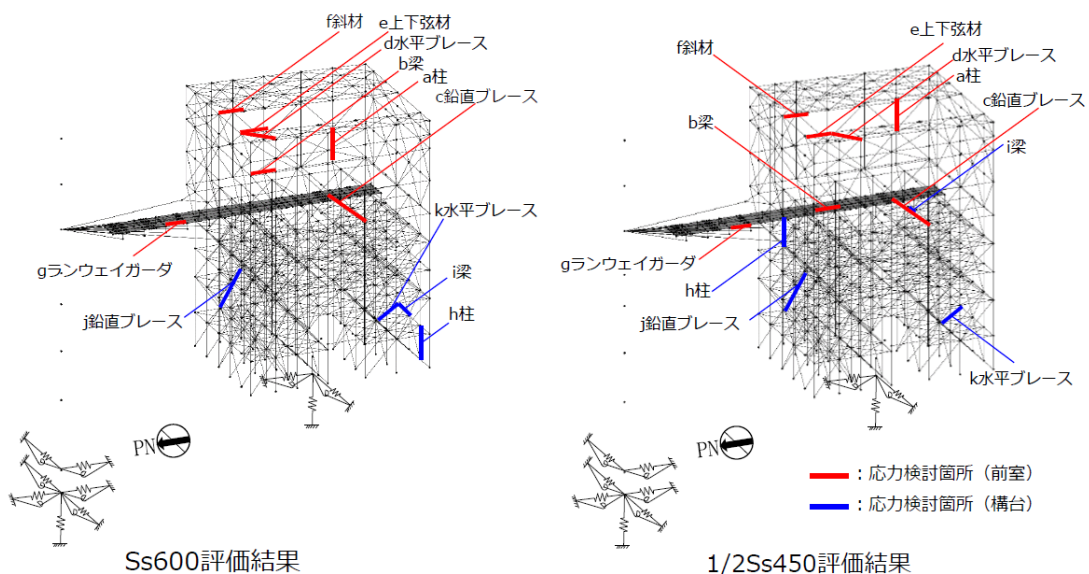 f斜材
e上下弦材
d水平ブレース
b梁
a柱
c鉛直ブレース
k水平ブレース
i梁
h柱
gランウェイガーダ
j鉛直ブレース
PN
Ss600評価結果
e上下弦材
f斜材
d水平ブレース
a柱
c鉛直ブレース
b梁
i梁
gランウェイガーダ
h柱
j鉛直ブレース
k水平ブレース
PN
：応力検討箇所（前室）
：応力検討箇所（構台）
1/2Ss450評価結果